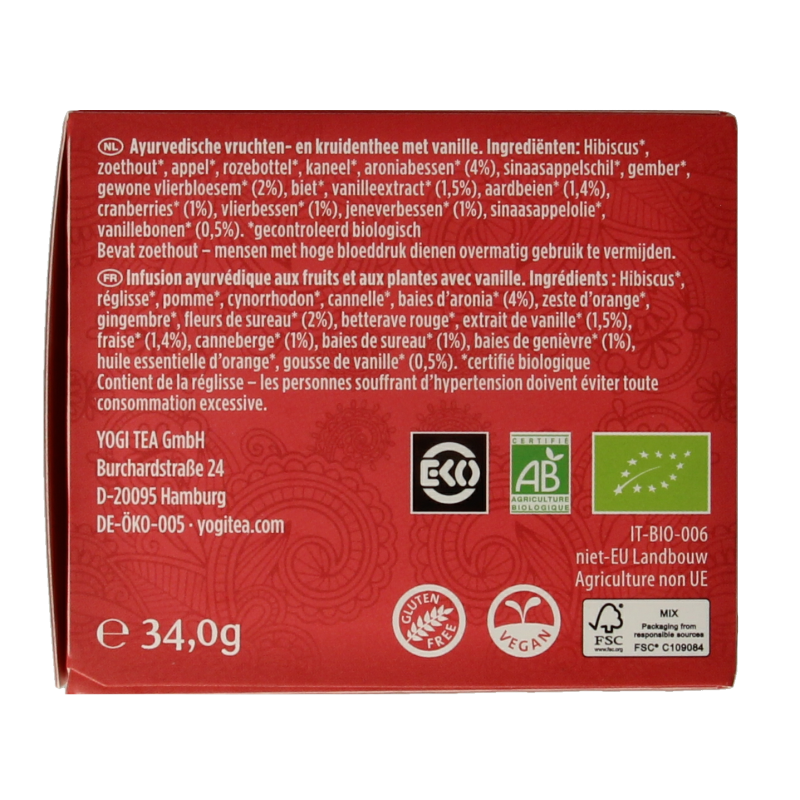 NL Ayurvedische vruchten- en kruidenthee met vanille. Ingrediënten: Hibiscus*,
zoethout*, appel*, rozebottel*, kaneel*, aroniabessen* (4%), sinaasappelschil*, gember*,
gewone vlierbloesem* (2%), biet*, vanilleextract* (1,5%), aardbeien* (1,4%),
cranberries* (1%), vlierbessen* (1%), jeneverbessen* (1%), sinaasappelolie*,
vanillebonen* (0,5%). *gecontroleerd biologisch
Bevat zoethout – mensen met hoge bloeddruk dienen overmatig gebruik te vermijden.
FR Infusion ayurvédique aux fruits et aux plantes avec vanille. Ingrédients : Hibiscus*,
réglisse*, pomme*, cynorrhodon*, cannelle*, baies d'aronia* (4%), zeste d'orange*,
gingembre*, fleurs de sureau* (2%), betterave rouge*, extrait de vanille* (1,5%),
fraise* (1,4%), canneberge* (1%), baies de sureau* (1%), baies de genièvre* (1%),
huile essentielle d'orange*, gousse de vanille* (0,5%). *certifié biologique
Contient de la réglisse – les personnes souffrant d'hypertension doivent éviter toute
consommation excessive.
YOGI TEA GmbH
Burchardstraße 24
D-20095 Hamburg
DE-ÖKO-005 · yogitea.com
EKO
CERTIFIÉ
AB
AGRICULTURE
BIOLOGIQUE
IT-BIO-006
niet-EU Landbouw
Agriculture non UE
e 34,0g
GLUTEN
FREE
VEGAN
FSC
www.fsc.org
MIX
Packaging from
responsible sources
FSC® C109084